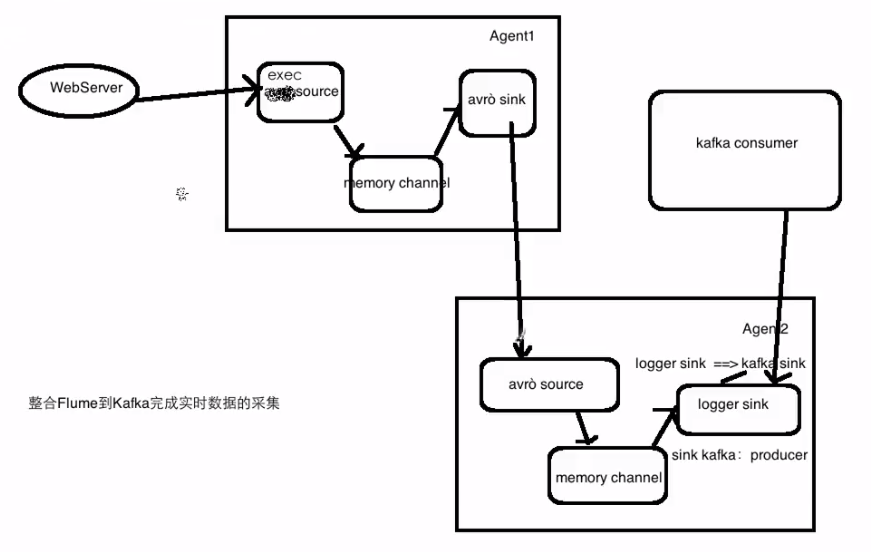 Agent1
WebServer
exec
source
avrò sink
memory channel
kafka consumer
Agent2
logger sink ==> kafka sink
avrò source
logger sink
整合Flume到Kafka完成实时数据的采集
sink kafka：producer
memory channel